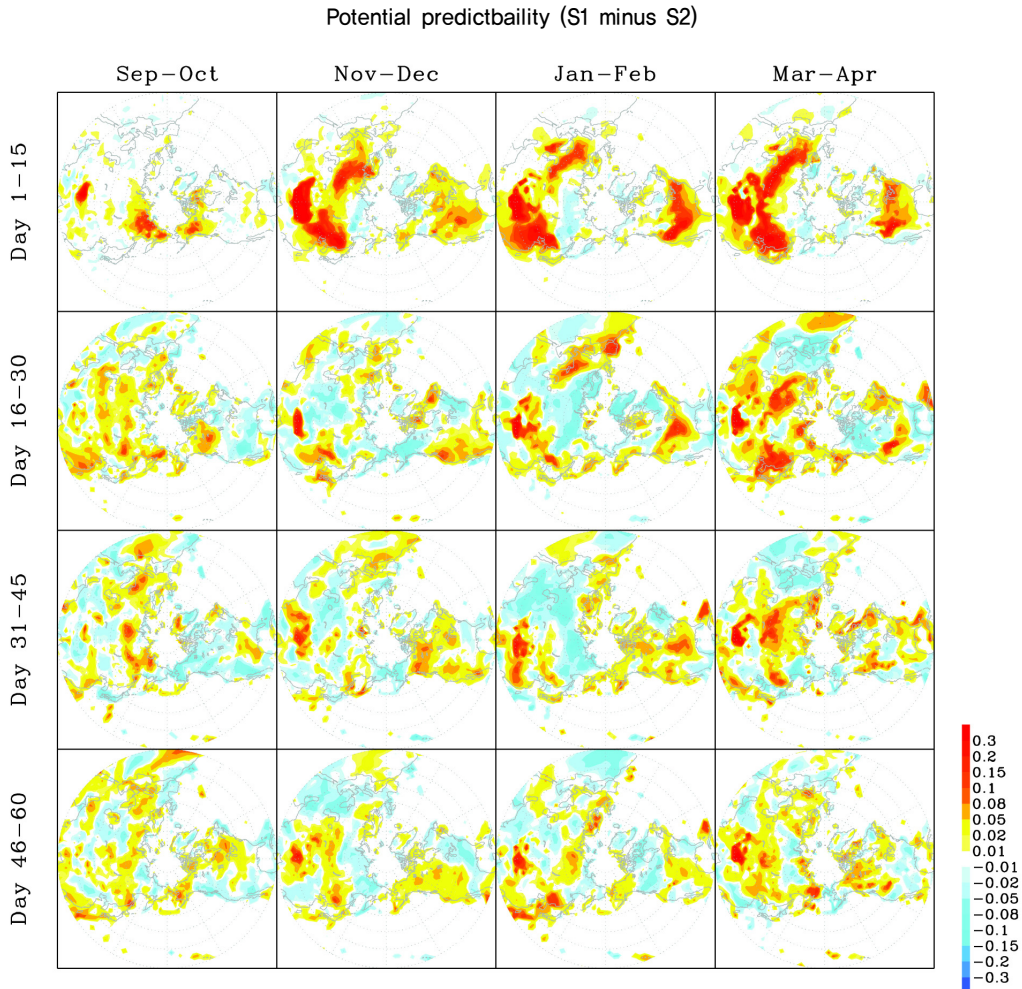 Potential predictbaility (S1 minus S2)
Sep-Oct
Nov-Dec
Jan-Feb
Mar-Apr
Day 1-15
Day 16-30
Day 31-45
Day 46-60
0.3
0.2
0.15
0.1
0.08
0.05
0.02
0.01
-0.01
-0.02
-0.05
-0.08
-0.1
-0.15
-0.2
-0.3